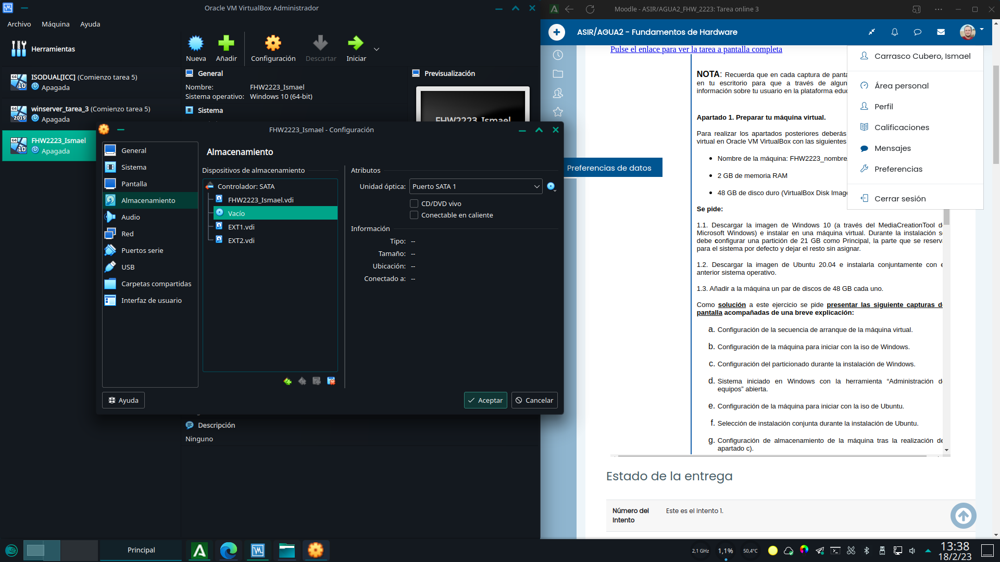 Oracle VM VirtualBox Administrador
Archivo Máquina Ayuda
Herramientas
Nueva Añadir Configuración Descartar Iniciar
ISODUAL[ICC] (Comienzo tarea 5)
Apagada
winserver_tarea_3 (Comienzo tarea 5)
Apagada
FHW2223_Ismael
Apagada
64
10
64
2019
64
10
General
Nombre: FHW2223_Ismael
Sistema operativo: Windows 10 (64-bit)
Sistema
Previsualización
FHW2223_Ismael
FHW2223_Ismael - Configuración
General
Sistema
Pantalla
Almacenamiento
Audio
Red
Puertos serie
USB
Carpetas compartidas
Interfaz de usuario
Almacenamiento
Dispositivos de almacenamiento
Controlador: SATA
FHW2223_Ismael.vdi
Vacío
EXT1.vdi
EXT2.vdi
Atributos
Unidad óptica: Puerto SATA 1
CD/DVD vivo
Conectable en caliente
Información
Tipo: --
Tamaño: --
Ubicación: --
Conectado a: --
Ayuda
Aceptar Cancelar
Descripción
Ninguno
Moodle - ASIR/AGUA2_FHW_2223: Tarea online 3
ASIR/AGUA2 - Fundamentos de Hardware
Pulse el enlace para ver la tarea a pantalla completa
NOTA: Recuerda que en cada captura de panta
en tu escritorio para que a través de algun
información sobre tu usuario en la plataforma educ
Apartado 1. Preparar tu máquina virtual.
Para realizar los apartados posteriores deberás
virtual en Oracle VM VirtualBox con las siguientes
Nombre de la máquina: FHW2223_nombre
2 GB de memoria RAM
48 GB de disco duro (VirtualBox Disk Image
Preferencias de datos
Carrasco Cubero, Ismael
Área personal
Perfil
Calificaciones
Mensajes
Preferencias
Cerrar sesión
Se pide:
1.1. Descargar la imagen de Windows 10 (a través del MediaCreationTool d
Microsoft Windows) e instalar en una máquina virtual. Durante la instalación s
debe configurar una partición de 21 GB como Principal, la parte que se reserv
para el sistema por defecto y dejar el resto sin asignar.
1.2. Descargar la imagen de Ubuntu 20.04 e instalarla conjuntamente con e
anterior sistema operativo.
1.3. Añadir a la máquina un par de discos de 48 GB cada uno.
Como solución a este ejercicio se pide presentar las siguiente capturas d
pantalla acompañadas de una breve explicación:
a. Configuración de la secuencia de arranque de la máquina virtual.
b. Configuración de la máquina para iniciar con la iso de Windows.
c. Configuración del particionado durante la instalación de Windows.
d. Sistema iniciado en Windows con la herramienta “Administración d
equipos” abierta.
e. Configuración de la máquina para iniciar con la iso de Ubuntu.
f. Selección de instalación conjunta durante la instalación de Ubuntu.
g. Configuración de almacenamiento de la máquina tras la realización de
apartado c).
Estado de la entrega
Número del Intento
Este es el intento 1.
Principal
2,1 GHz 1,1% 50,4°C
13:38
18/2/23